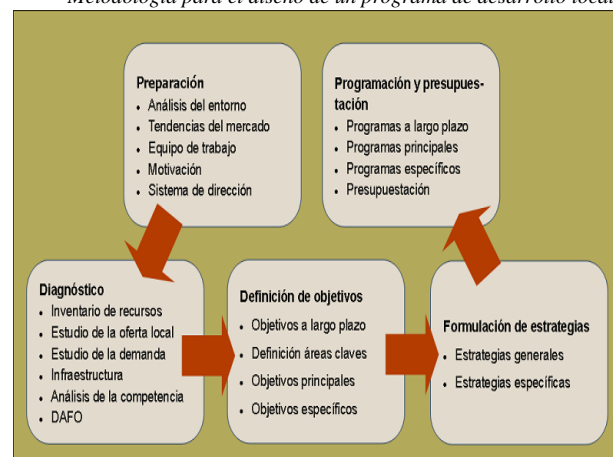 Metodología para el diseño de un programa de desarrollo local
Preparación
• Análisis del entorno
• Tendencias del mercado
• Equipo de trabajo
• Motivación
• Sistema de dirección
Programación y presupues-
tación
• Programas a largo plazo
• Programas principales
• Programas específicos
• Presupuestación
Diagnóstico
• Inventario de recursos
• Estudio de la oferta local
• Estudio de la demanda
• Infraestructura
• Análisis de la competencia
• DAFO
Definición de objetivos
• Objetivos a largo plazo
• Definición áreas claves
• Objetivos principales
• Objetivos específicos
Formulación de estrategias
• Estrategias generales
• Estrategias específicas